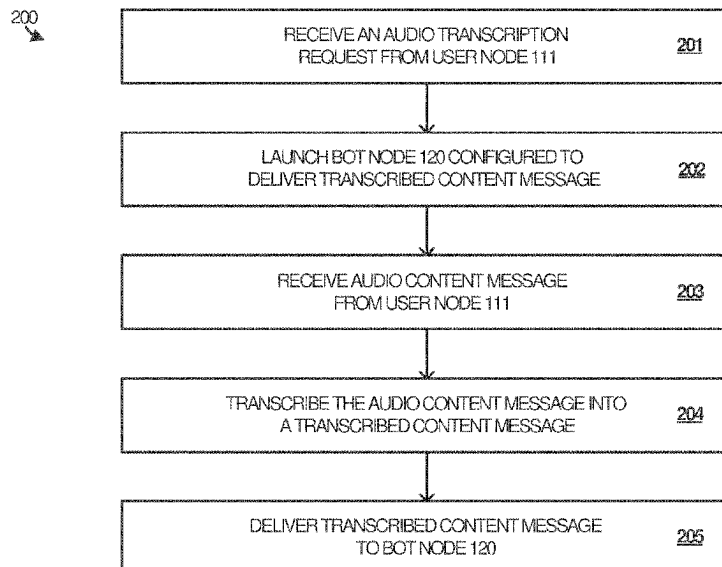 200
RECEIVE AN AUDIO TRANSCRIPTION
REQUEST FROM USER NODE 111
201
LAUNCH BOT NODE 120 CONFIGURED TO
DELIVER TRANSCRIBED CONTENT MESSAGE
202
RECEIVE AUDIO CONTENT MESSAGE
FROM USER NODE 111
203
TRANSCRIBE THE AUDIO CONTENT MESSAGE INTO
A TRANSCRIBED CONTENT MESSAGE
204
DELIVER TRANSCRIBED CONTENT MESSAGE
TO BOT NODE 120
205